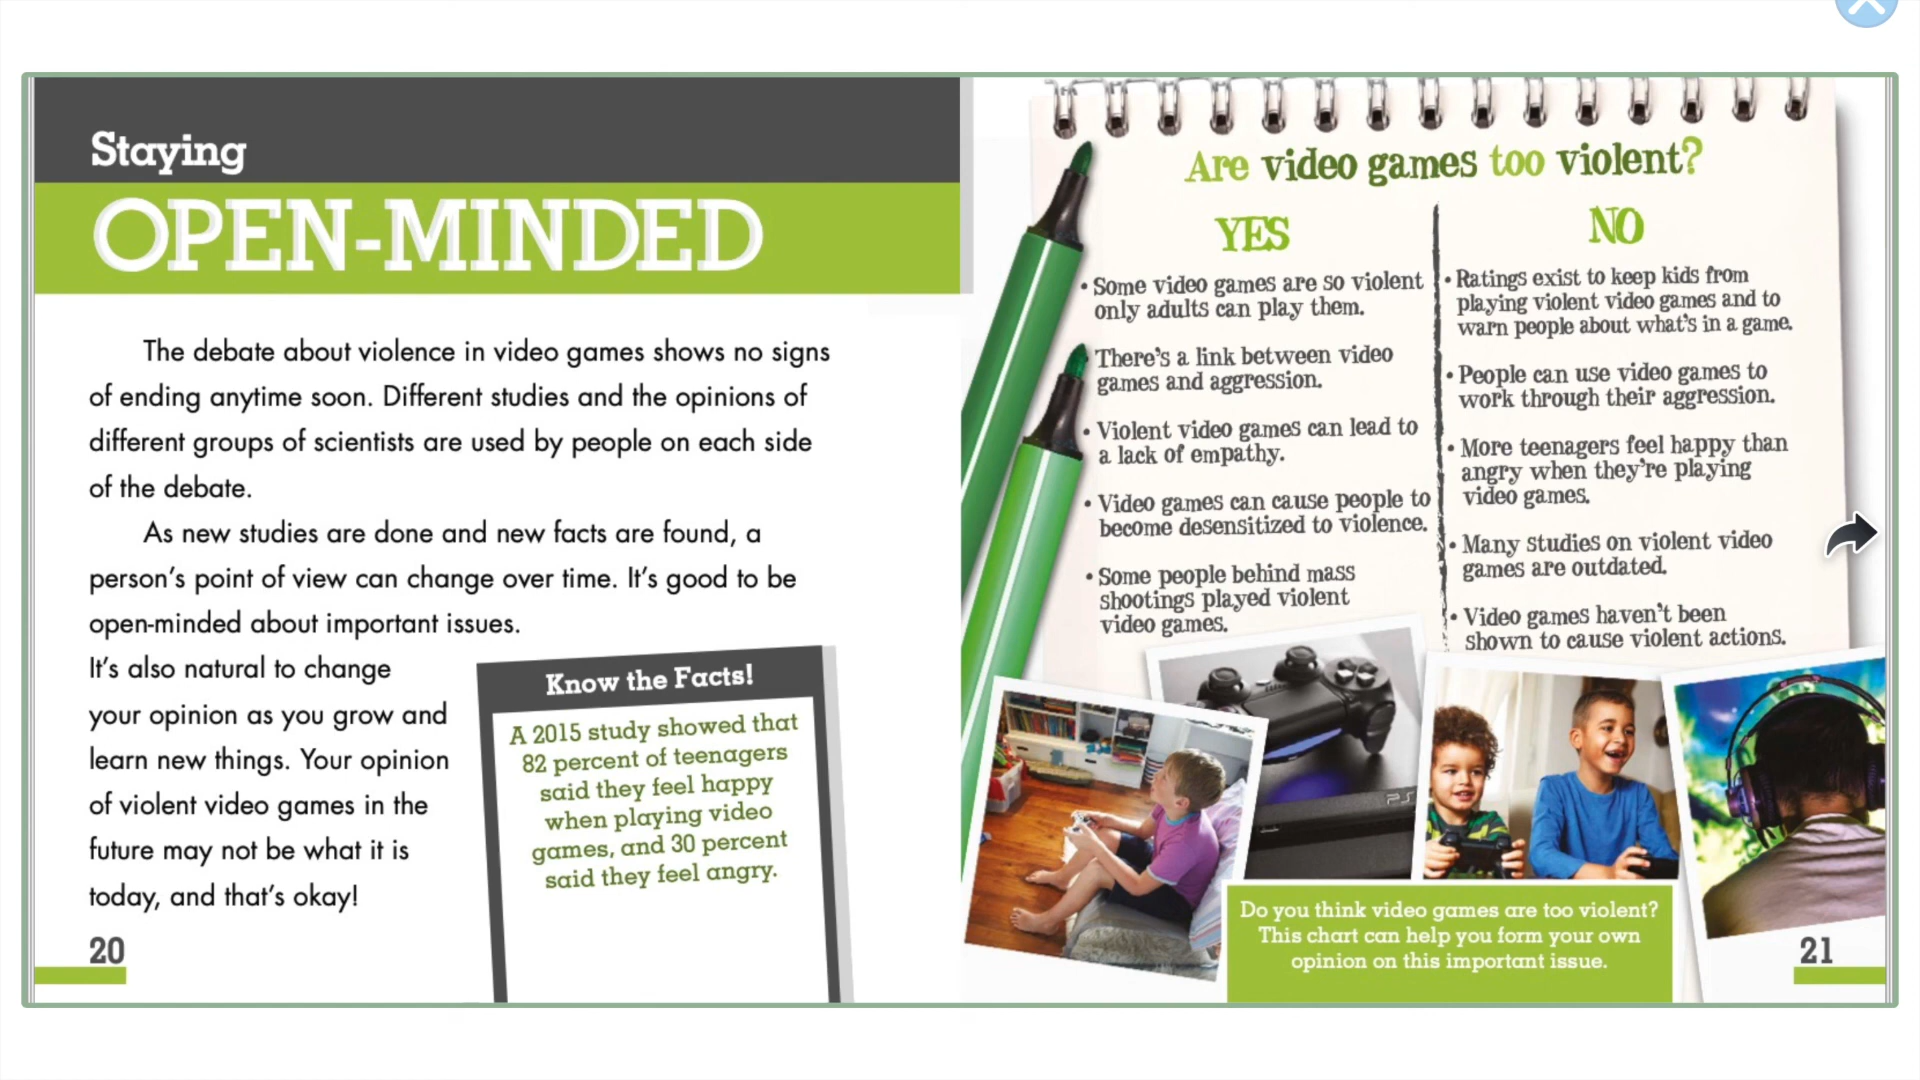 Staying
OPEN-MINDED
The debate about violence in video games shows no signs
of ending anytime soon. Different studies and the opinions of
different groups of scientists are used by people on each side
of the debate.
As new studies are done and new facts are found, a
person's point of view can change over time. It's good to be
open-minded about important issues.
It's also natural to change
your opinion as you grow and
learn new things. Your opinion
of violent video games in the
future may not be what it is
today, and that's okay!
Know the Facts!
A 2015 study showed that
82 percent of teenagers
said they feel happy
when playing video
games, and 30 percent
said they feel angry.
20
Are video games too violent?
YES
• Some video games are so violent
only adults can play them.
There's a link between video
games and aggression.
• Violent video games can lead to
a lack of empathy.
• Video games can cause people to
become desensitized to violence.
• Some people behind mass
shootings played violent
video games.
NO
• Ratings exist to keep kids from
playing violent video games and to
warn people about what's in a game.
• People can use video games to
work through their aggression.
• More teenagers feel happy than
angry when they're playing
video games.
• Many studies on violent video
games are outdated.
• Video games haven't been
shown to cause violent actions.
PS
Do you think video games are too violent?
This chart can help you form your own
opinion on this important issue.
21